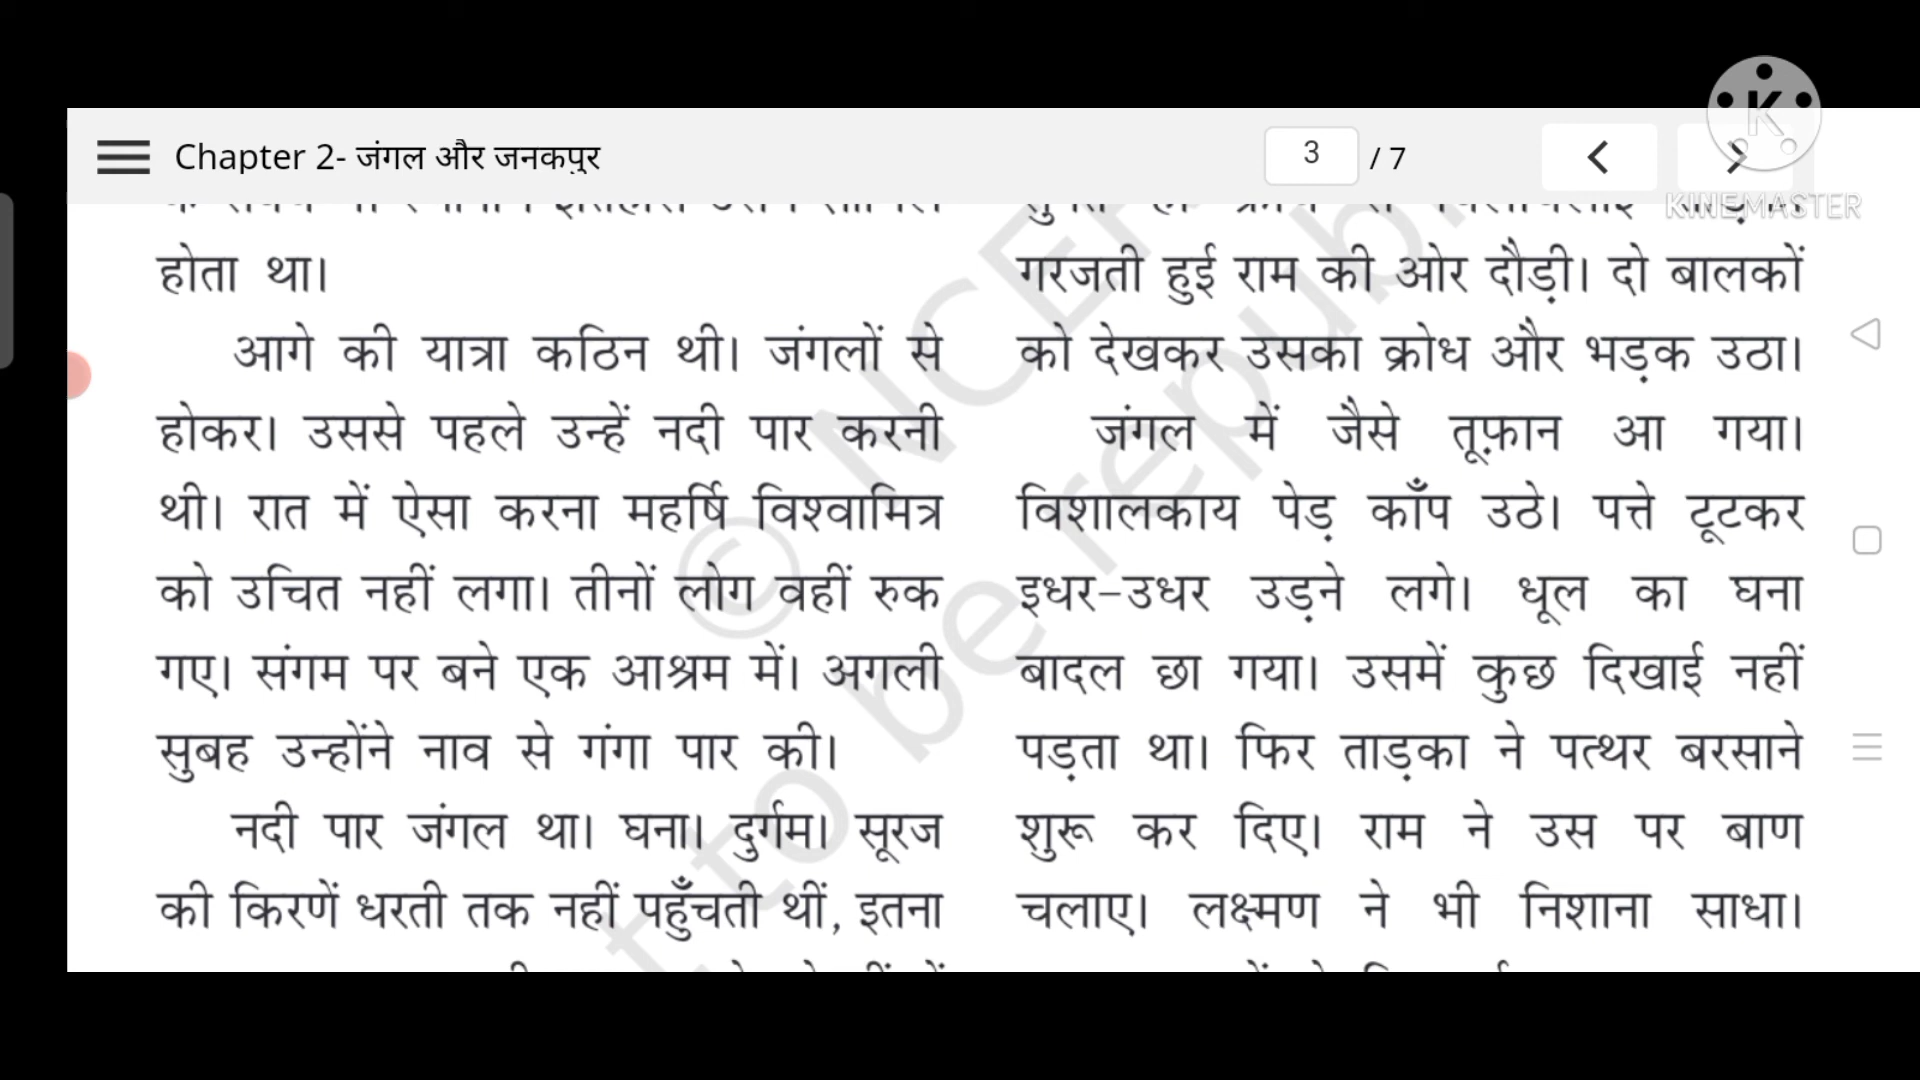 Chapter 2- जंगल और जनकपुर
3 / 7
K
KINEMASTER
होता था।
आगे की यात्रा कठिन थी। जंगलों से
होकर। उससे पहले उन्हें नदी पार करनी
थी। रात में ऐसा करना महर्षि विश्वामित्र
को उचित नहीं लगा। तीनों लोग वहीं रुक
गए। संगम पर बने एक आश्रम में। अगली
सुबह उन्होंने नाव से गंगा पार की।
नदी पार जंगल था। घना। दुर्गम। सूरज
की किरणें धरती तक नहीं पहुँचती थीं, इतना
गरजती हुई राम की ओर दौड़ी। दो बालकों
को देखकर उसका क्रोध और भड़क उठा।
जंगल में जैसे तूफ़ान आ गया।
विशालकाय पेड़ काँप उठे। पत्ते टूटकर
इधर-उधर उड़ने लगे। धूल का घना
बादल छा गया। उसमें कुछ दिखाई नहीं
पड़ता था। फिर ताड़का ने पत्थर बरसाने
शुरू कर दिए। राम ने उस पर बाण
चलाए। लक्ष्मण ने भी निशाना साधा।
© NCE
to be republ